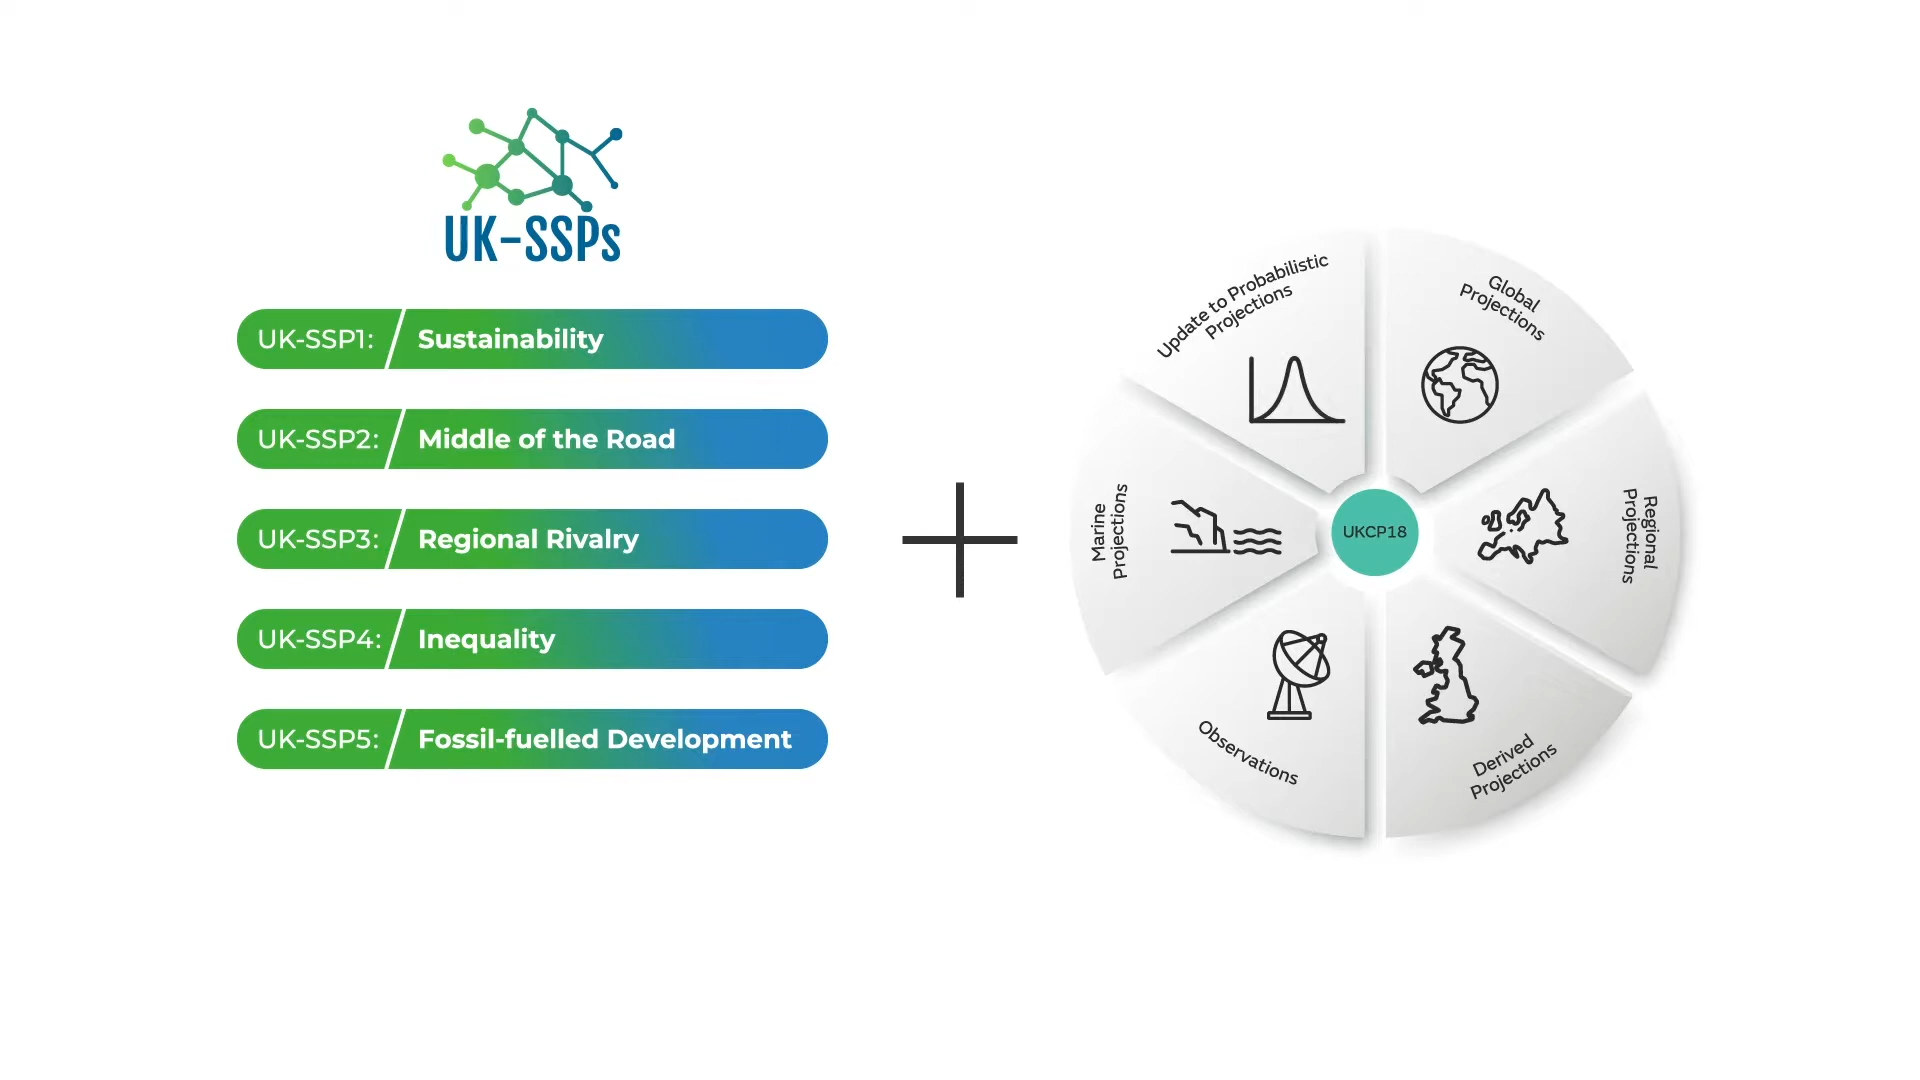 UK-SSPs
UK-SSP1: Sustainability
UK-SSP2: Middle of the Road
UK-SSP3: Regional Rivalry
UK-SSP4: Inequality
UK-SSP5: Fossil-fuelled Development
Update to Probabilistic
Projections
Global
Projections
Regional
Projections
Derived
Projections
Observations
Marine
Projections
UKCP18